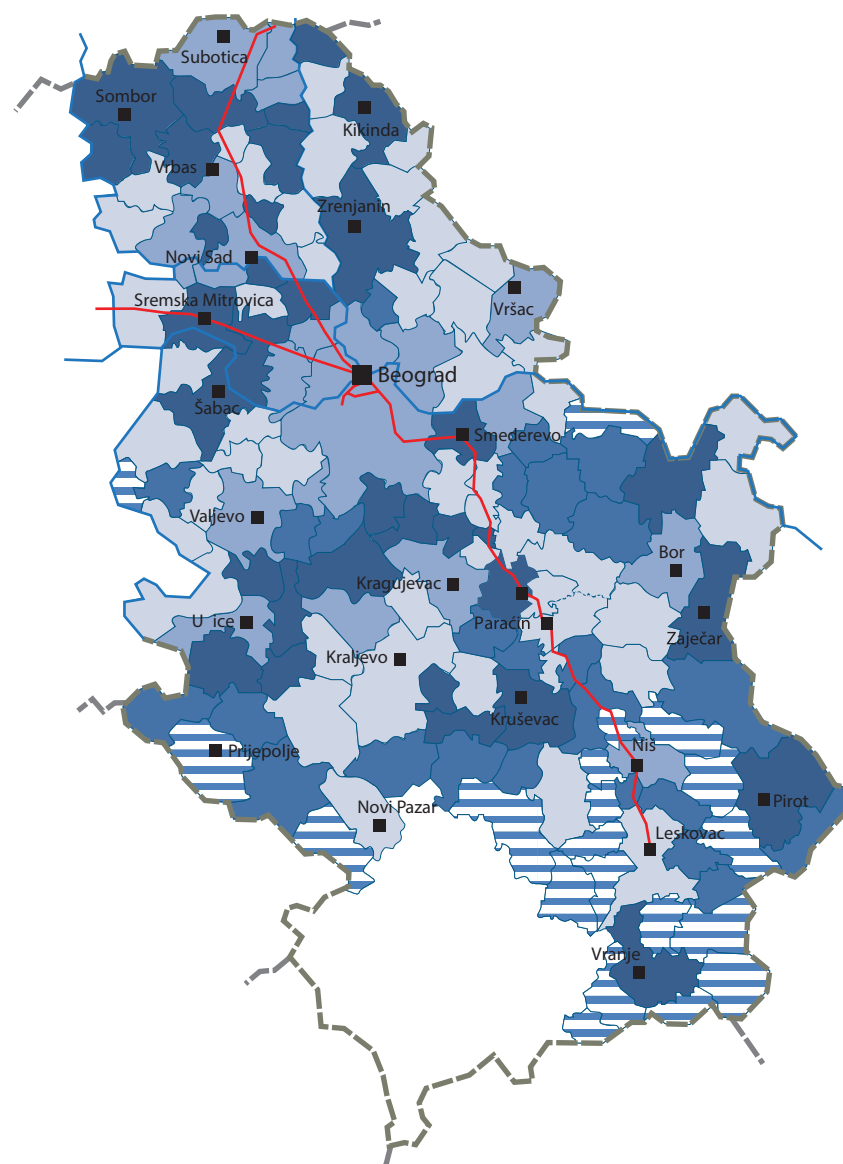 Subotica
Sombor
Kikinda
Vrbas
Zrenjanin
Novi Sad
Vršac
Sremska Mitrovica
Beograd
Šabac
Smederevo
Valjevo
Bor
Kragujevac
U ice
Paraćin
Zaječar
Kraljevo
Kruševac
Niš
Prijepolje
Pirot
Novi Pazar
Leskovac
Vranje